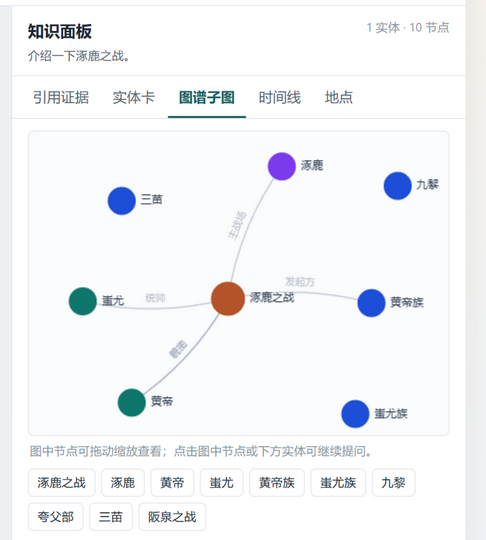 知识面板
1 实体 · 10 节点
介绍一下涿鹿之战。
引用证据 实体卡 图谱子图 时间线 地点
涿鹿
九黎
三苗
主战场
发起方
蚩尤
统帅
涿鹿之战
黄帝族
黄帝
蚩尤族
图中节点可拖动缩放查看；点击图中节点或下方实体可继续提问。
涿鹿之战 涿鹿 黄帝 蚩尤 黄帝族 蚩尤族 九黎
夸父部 三苗 阪泉之战